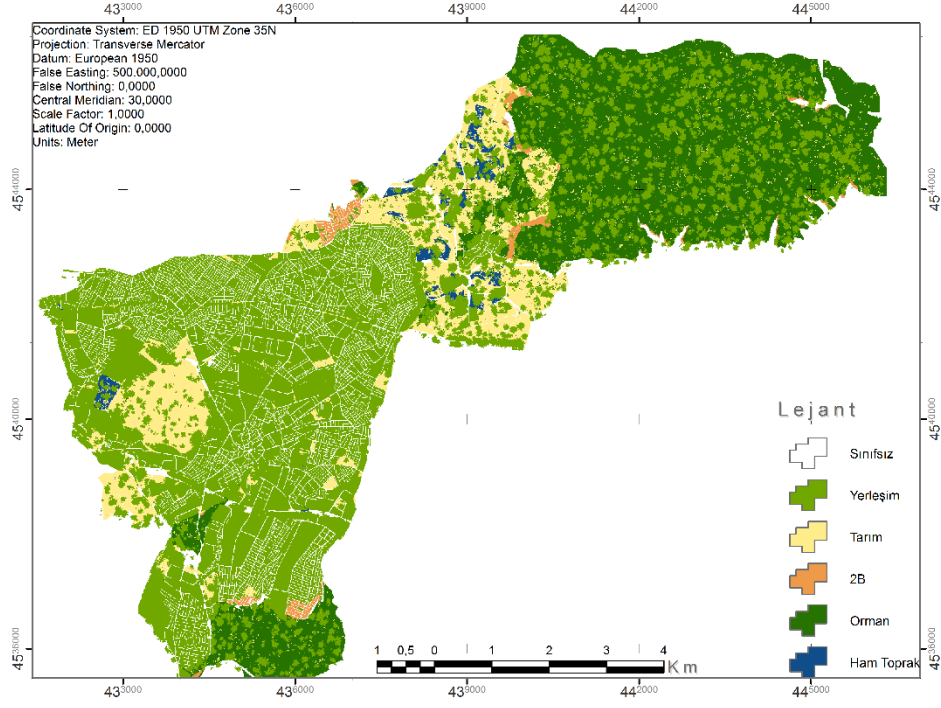 433000 436000 439000 442000 445000
Coordinate System: ED 1950 UTM Zone 35N
Projection: Transverse Mercator
Datum: European 1950
False Easting: 500.000,0000
False Northing: 0,0000
Central Meridian: 30,0000
Scale Factor: 1,0000
Latitude Of Origin: 0,0000
Units: Meter
4544000 4544000
4540000 4540000
Lejant
Sınıfsız
Yerleşim
Tarım
2B
Orman
Ham Toprak
4536000 4536000
1 0,5 0 1 2 3 4
Km
433000 436000 439000 442000 445000